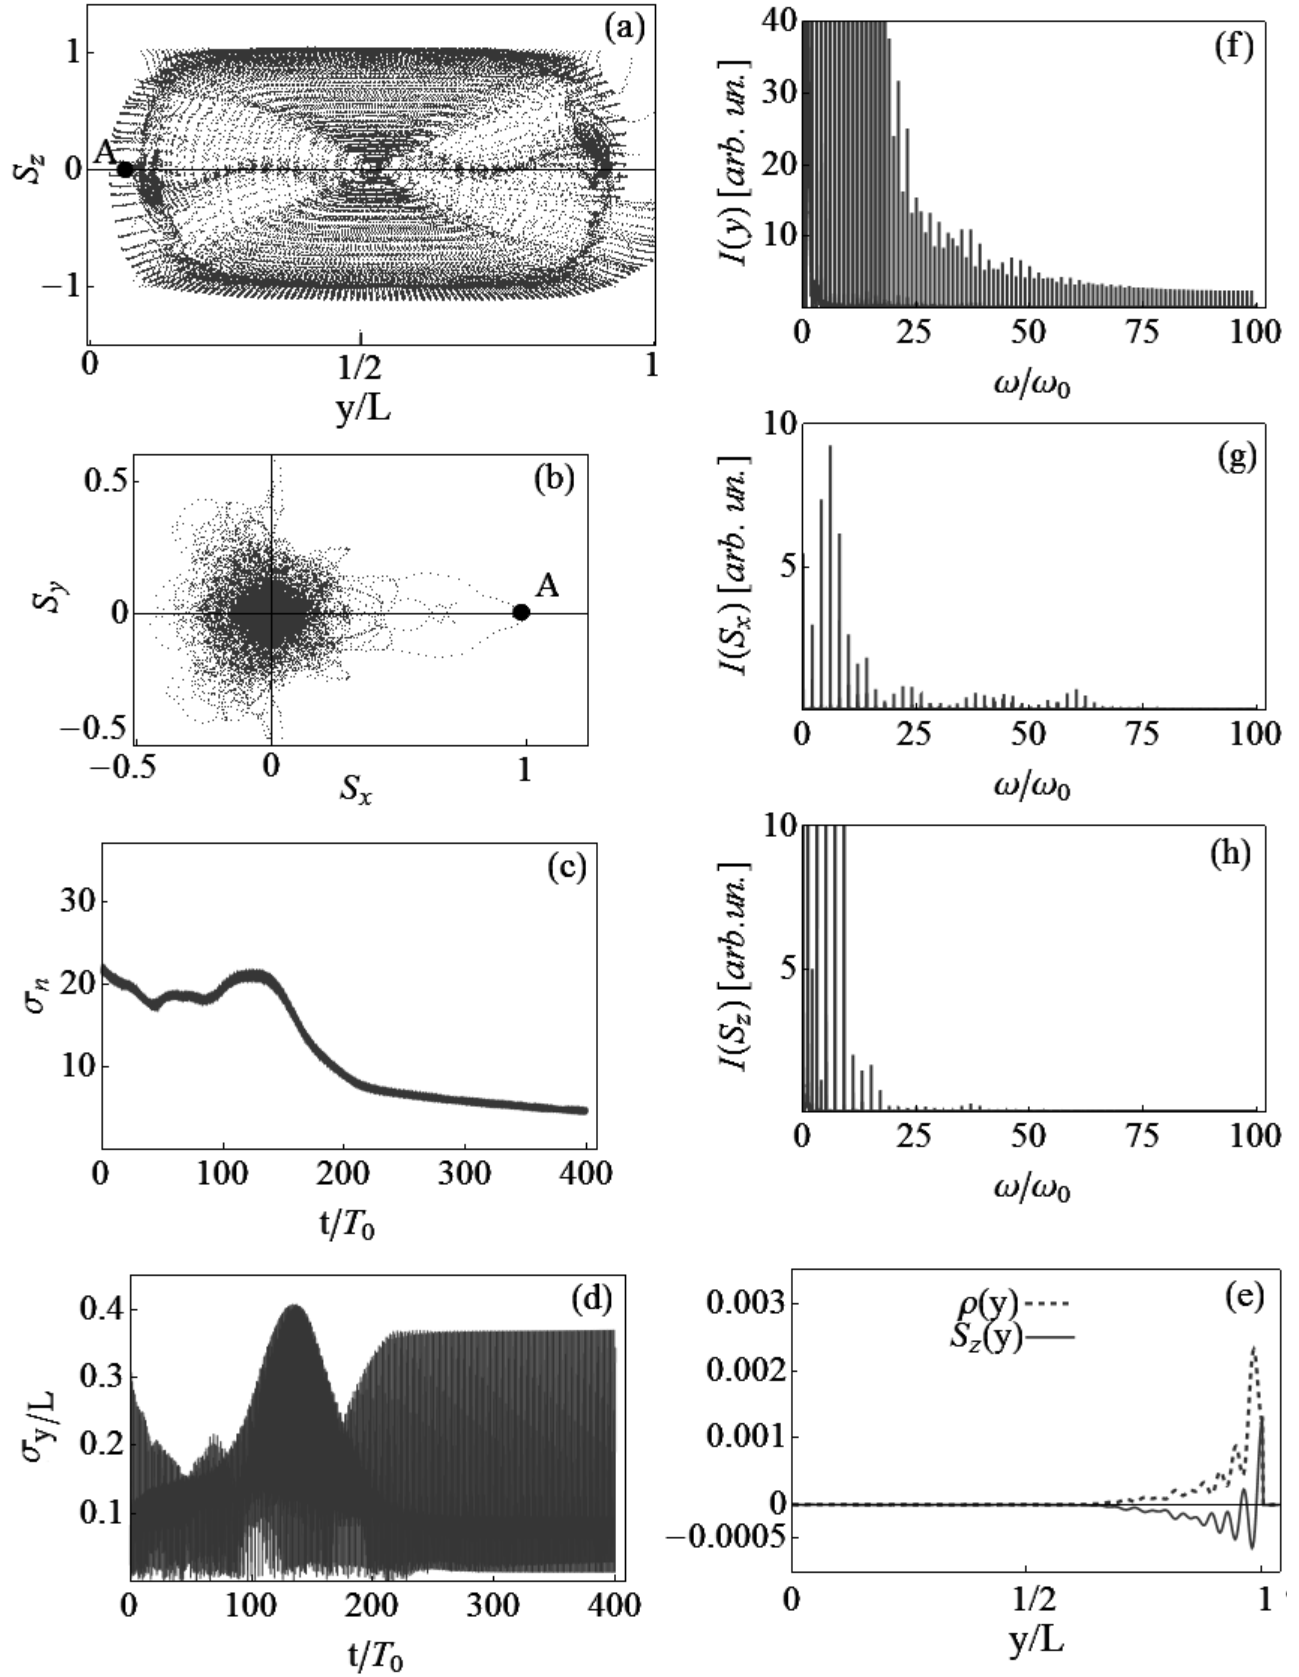 (a)
S_z
1
0
−1
A
0
1/2
1
y/L
(b)
S_y
0.5
0
−0.5
A
−0.5
0
1
S_x
(c)
σ_n
30
20
10
0
100
200
300
400
t/T_0
(d)
σ_y/L
0.4
0.3
0.2
0.1
0
100
200
300
400
t/T_0
(f)
I(y) [arb. un.]
40
30
20
10
0
25
50
75
100
ω/ω_0
(g)
I(S_x) [arb. un.]
10
5
0
25
50
75
100
ω/ω_0
(h)
I(S_z) [arb.un.]
10
5
0
25
50
75
100
ω/ω_0
(e)
ρ(y)
S_z(y)
0.003
0.002
0.001
0
−0.0005
0
1/2
1
y/L